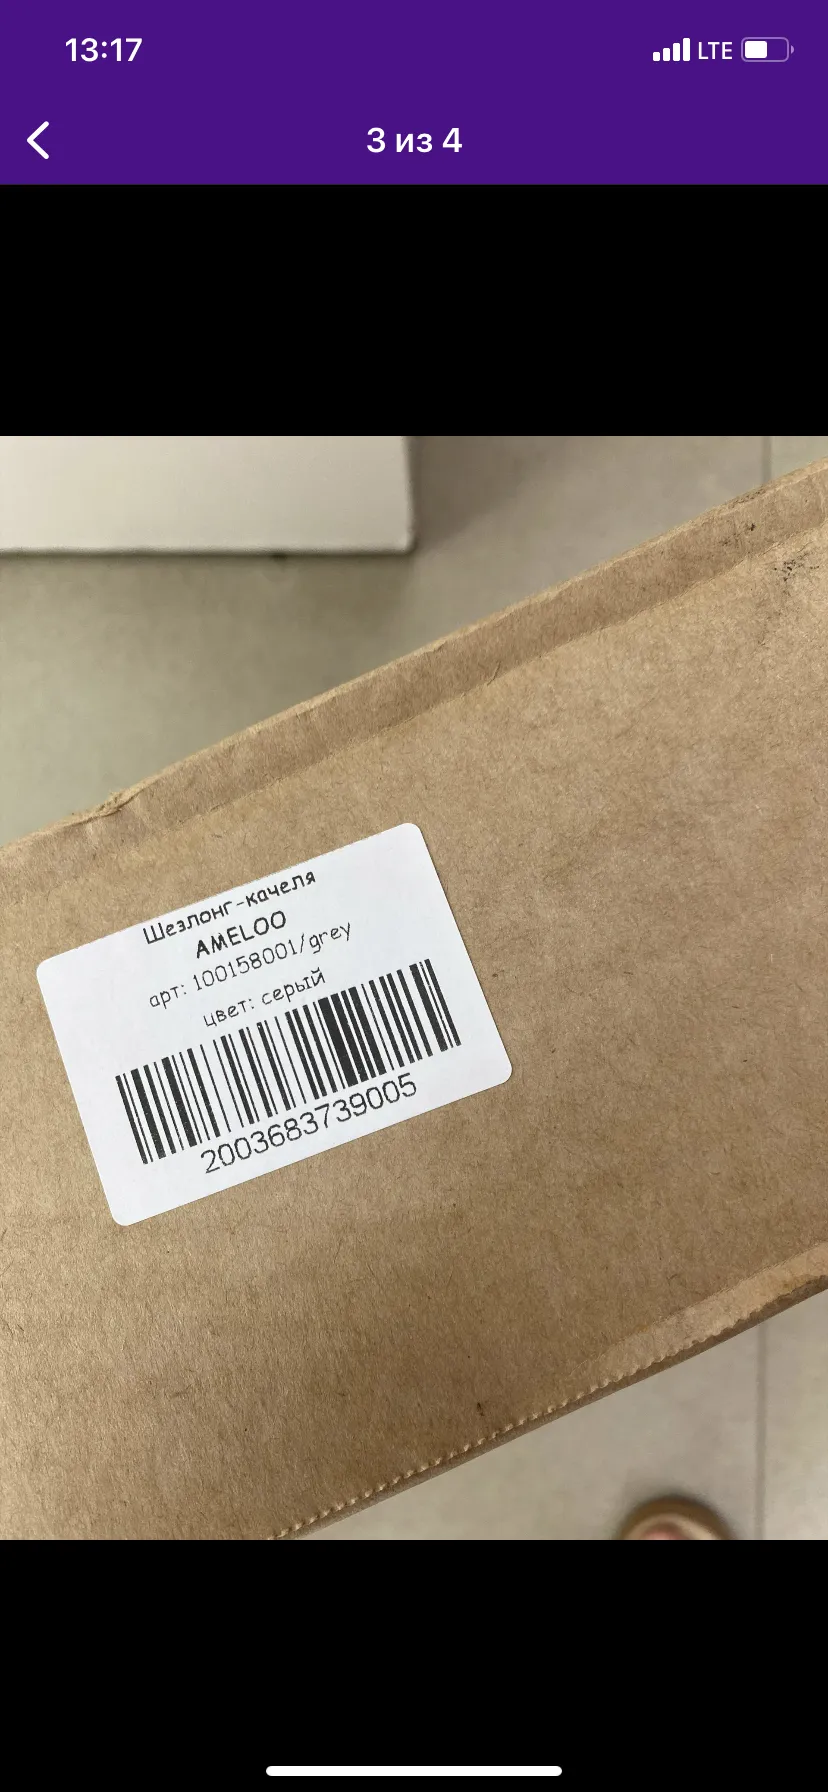 13:17
LTE
3 из 4
Шезлонг-качеля
AMELOO
арт: 100158001/grey
цвет: серый
2003683739005